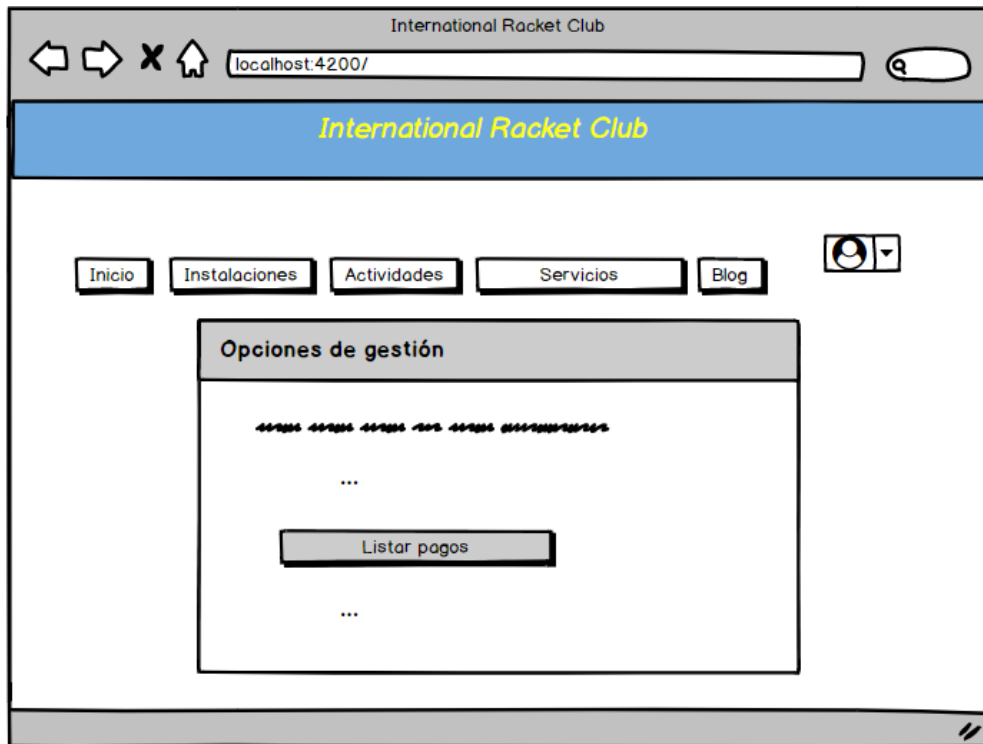 International Racket Club
localhost:4200/
International Racket Club
Inicio Instalaciones Actividades Servicios Blog
Opciones de gestión
...
Listar pagos
...